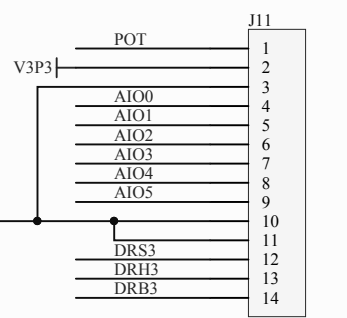 J11
POT 1
V3P3 2
3
AIO0 4
AIO1 5
AIO2 6
AIO3 7
AIO4 8
AIO5 9
10
11
DRS3 12
DRH3 13
DRB3 14